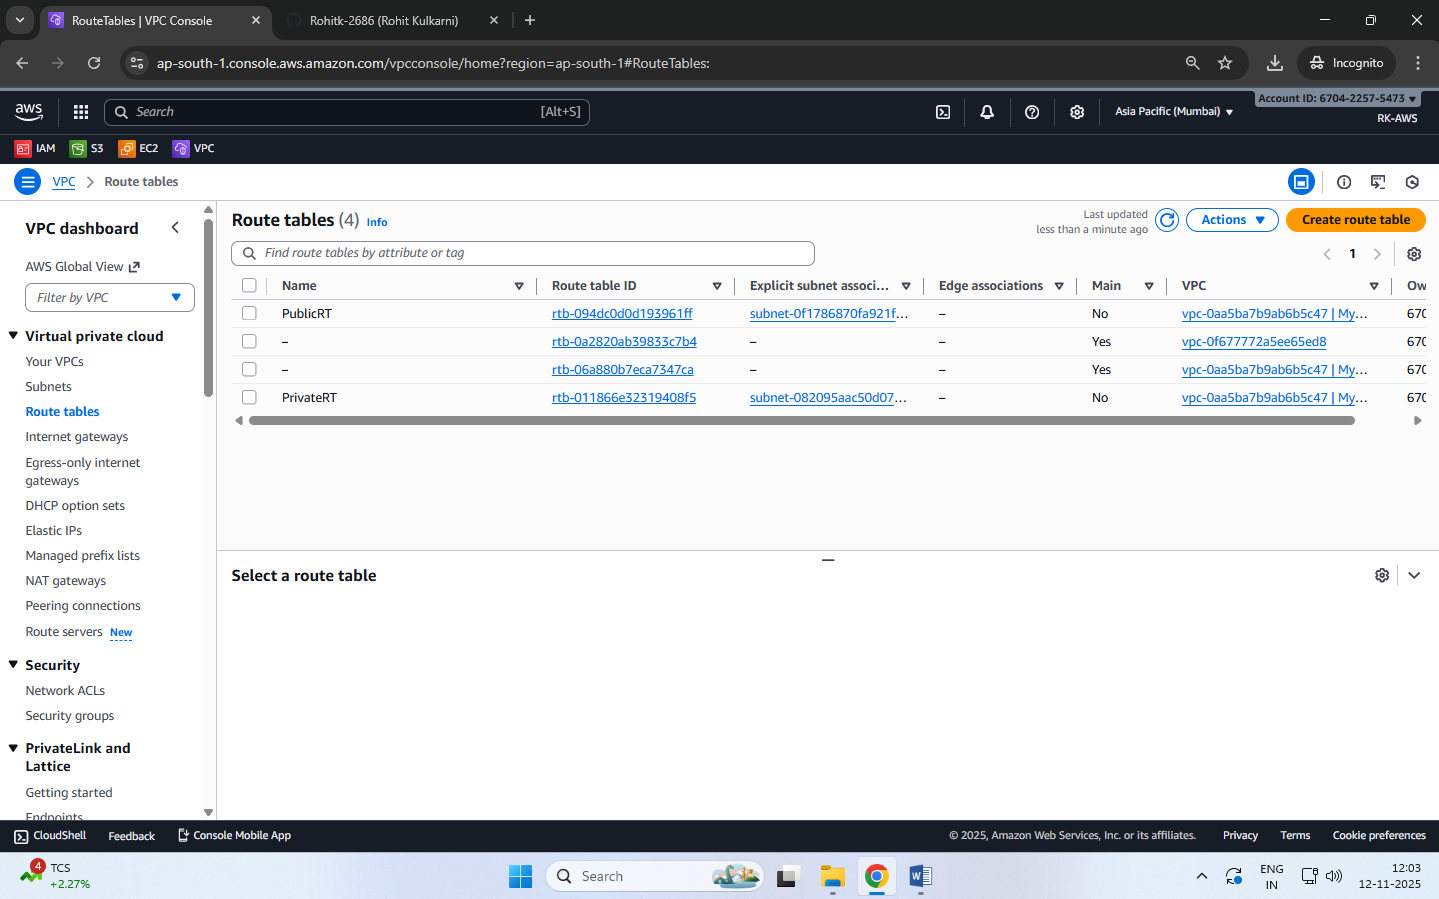 RouteTables | VPC Console
Rohitk-2686 (Rohit Kulkarni)
ap-south-1.console.aws.amazon.com/vpcconsole/home?region=ap-south-1#RouteTables:
Incognito
aws
Search
[Alt+S]
Asia Pacific (Mumbai)
Account ID: 6704-2257-5473
RK-AWS
IAM
S3
EC2
VPC
VPC
Route tables
VPC dashboard
AWS Global View
Filter by VPC
Virtual private cloud
Your VPCs
Subnets
Route tables
Internet gateways
Egress-only internet
gateways
DHCP option sets
Elastic IPs
Managed prefix lists
NAT gateways
Peering connections
Route servers New
Security
Network ACLs
Security groups
PrivateLink and
Lattice
Getting started
Endpoints
Route tables (4) Info
Last updated
less than a minute ago
Actions
Create route table
Find route tables by attribute or tag
1
Name Route table ID Explicit subnet associ... Edge associations Main VPC Ow
PublicRT rtb-094dc0d0d193961ff subnet-0f1786870fa921f... – No vpc-0aa5ba7b9ab6b5c47 | My... 670
– rtb-0a2820ab39833c7b4 – – Yes vpc-0f677772a5ee65ed8 670
– rtb-06a880b7eca7347ca – – Yes vpc-0aa5ba7b9ab6b5c47 | My... 670
PrivateRT rtb-011866e32319408f5 subnet-082095aac50d07... – No vpc-0aa5ba7b9ab6b5c47 | My... 670
Select a route table
CloudShell
Feedback
Console Mobile App
© 2025, Amazon Web Services, Inc. or its affiliates.
Privacy
Terms
Cookie preferences
4
TCS
+2.27%
Search
ENG
IN
12:03
12-11-2025